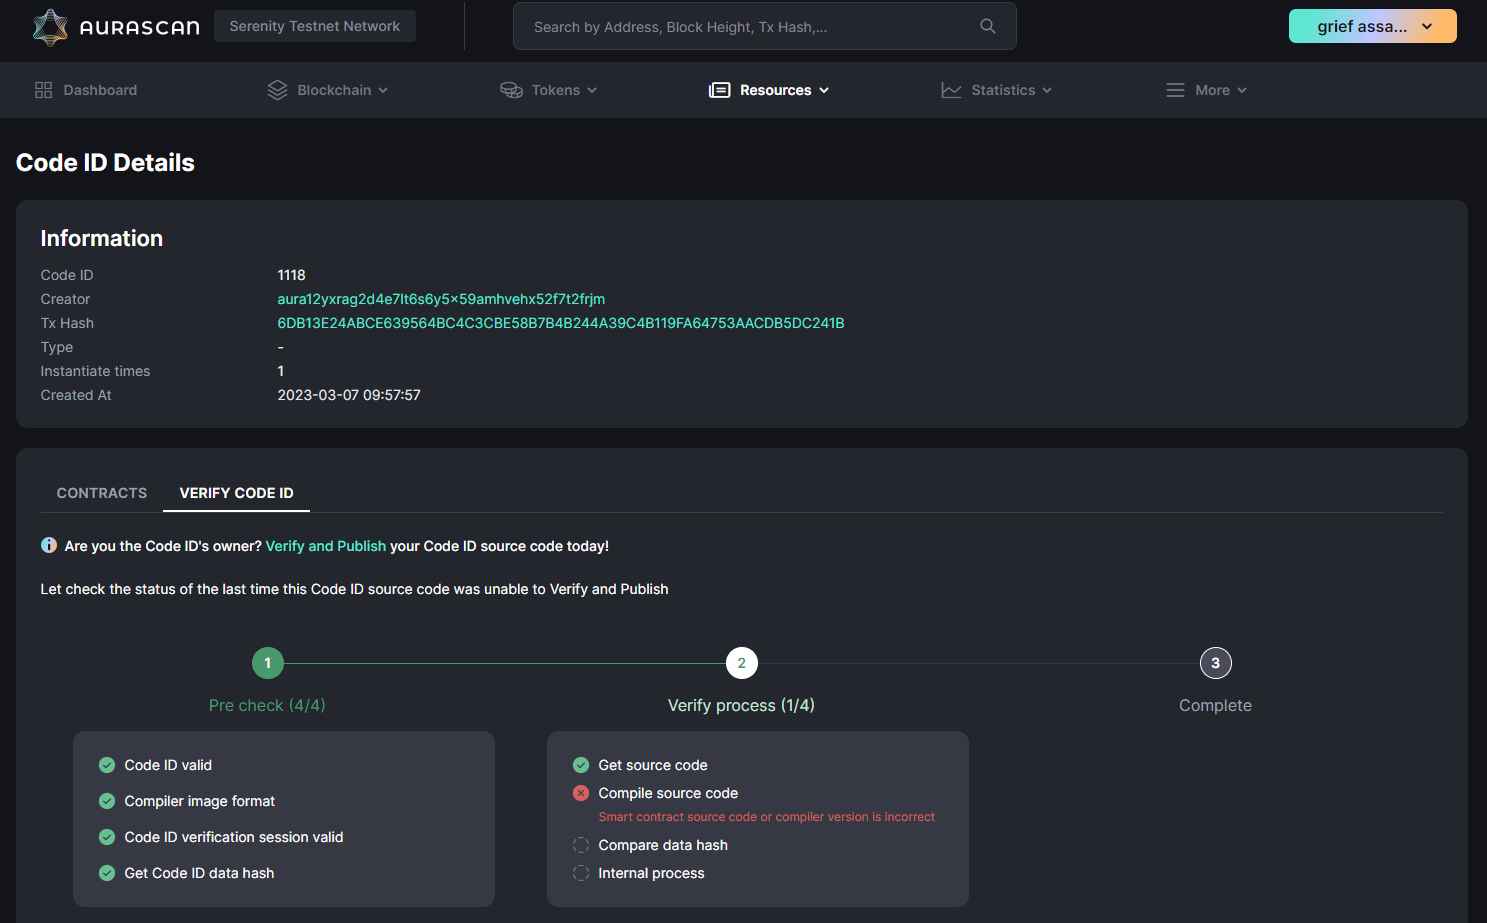 AURASCAN
Serenity Testnet Network
Search by Address, Block Height, Tx Hash,...
grief assa...
Dashboard
Blockchain
Tokens
Resources
Statistics
More
Code ID Details
Information
Code ID 1118
Creator aura12yxrag2d4e7lt6s6y5x59amhvehx52f7t2frjm
Tx Hash 6DB13E24ABCE639564BC4C3CBE58B7B4B244A39C4B119FA64753AACDB5DC241B
Type -
Instantiate times 1
Created At 2023-03-07 09:57:57
CONTRACTS
VERIFY CODE ID
Are you the Code ID's owner? Verify and Publish your Code ID source code today!
Let check the status of the last time this Code ID source code was unable to Verify and Publish
1
Pre check (4/4)
Code ID valid
Compiler image format
Code ID verification session valid
Get Code ID data hash
2
Verify process (1/4)
Get source code
Compile source code
Smart contract source code or compiler version is incorrect
Compare data hash
Internal process
3
Complete